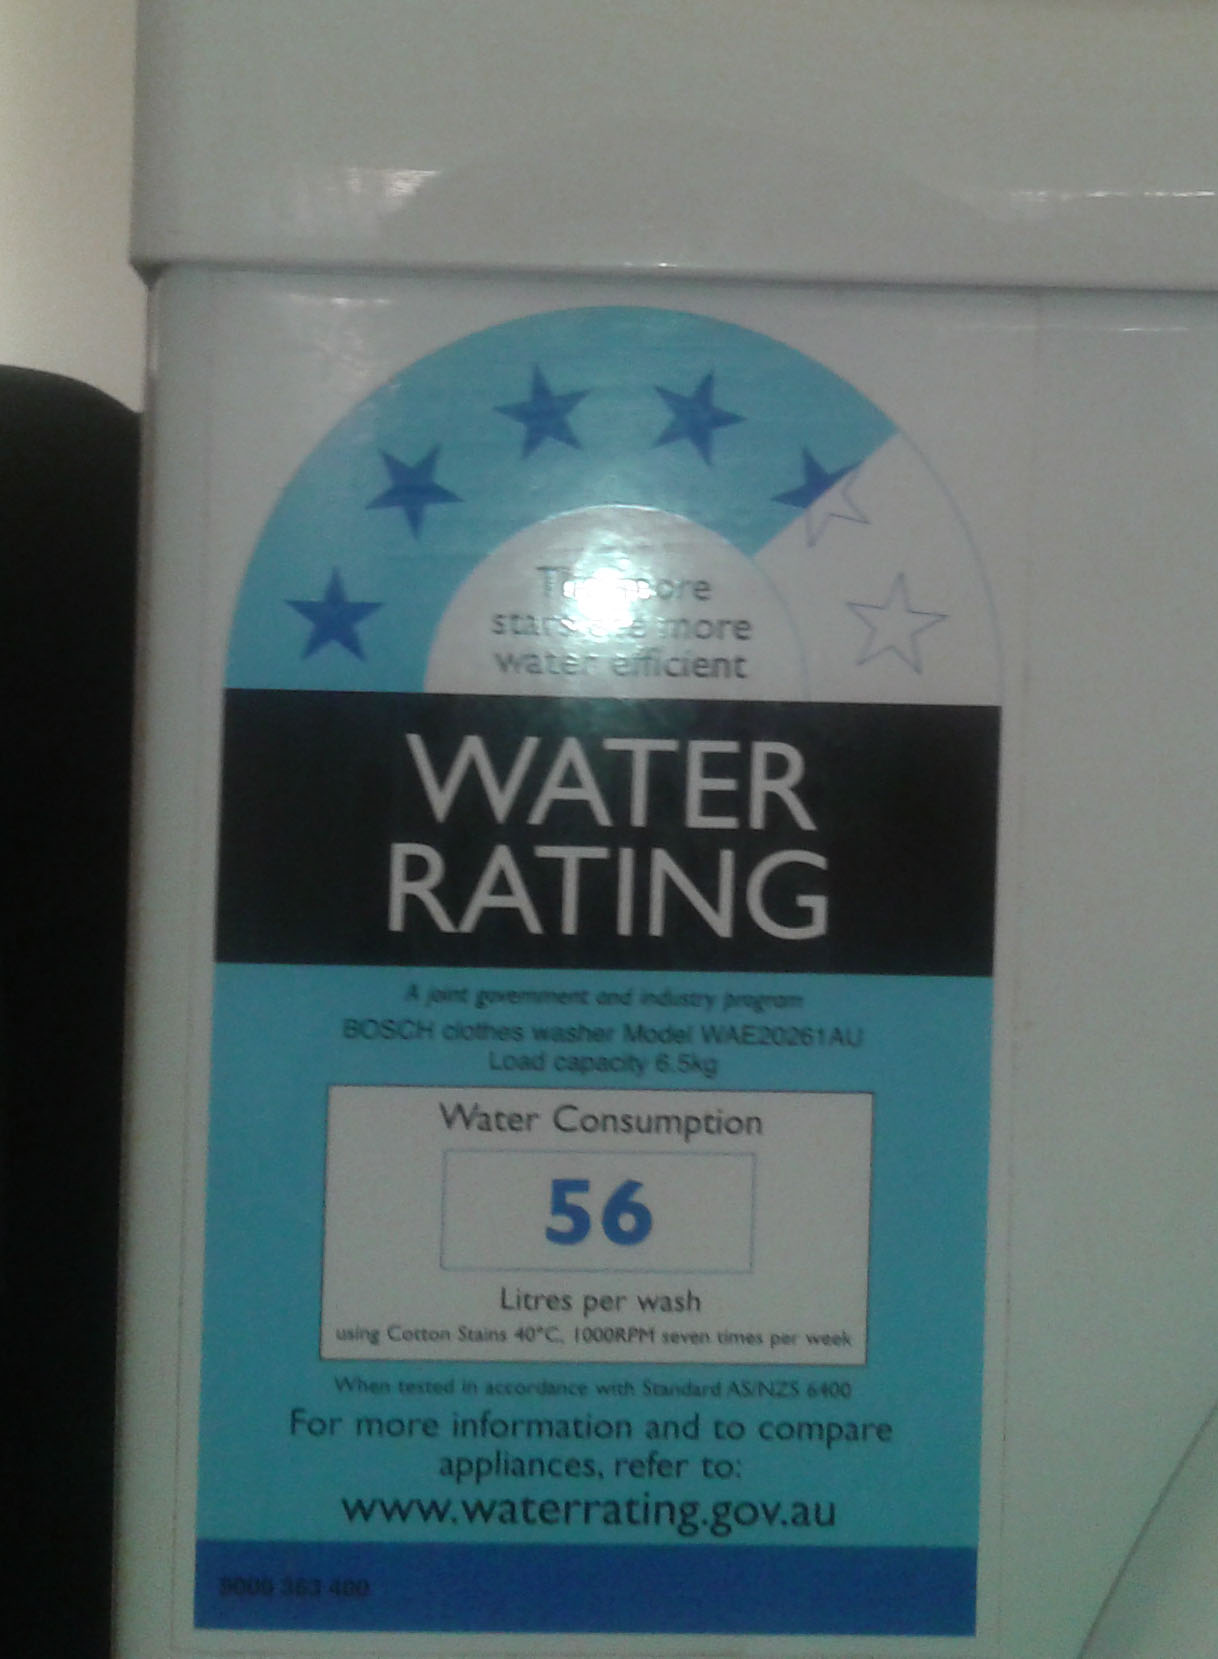 The more
stars the more
water efficient
WATER
RATING
A joint government and industry program
BOSCH clothes washer Model WAE20261AU
Load capacity 6.5kg
Water Consumption
56
Litres per wash
using Cotton Stains 40°C, 1000RPM seven times per week
When tested in accordance with Standard AS/NZS 6400
For more information and to compare
appliances, refer to:
www.waterrating.gov.au
9000 363 400